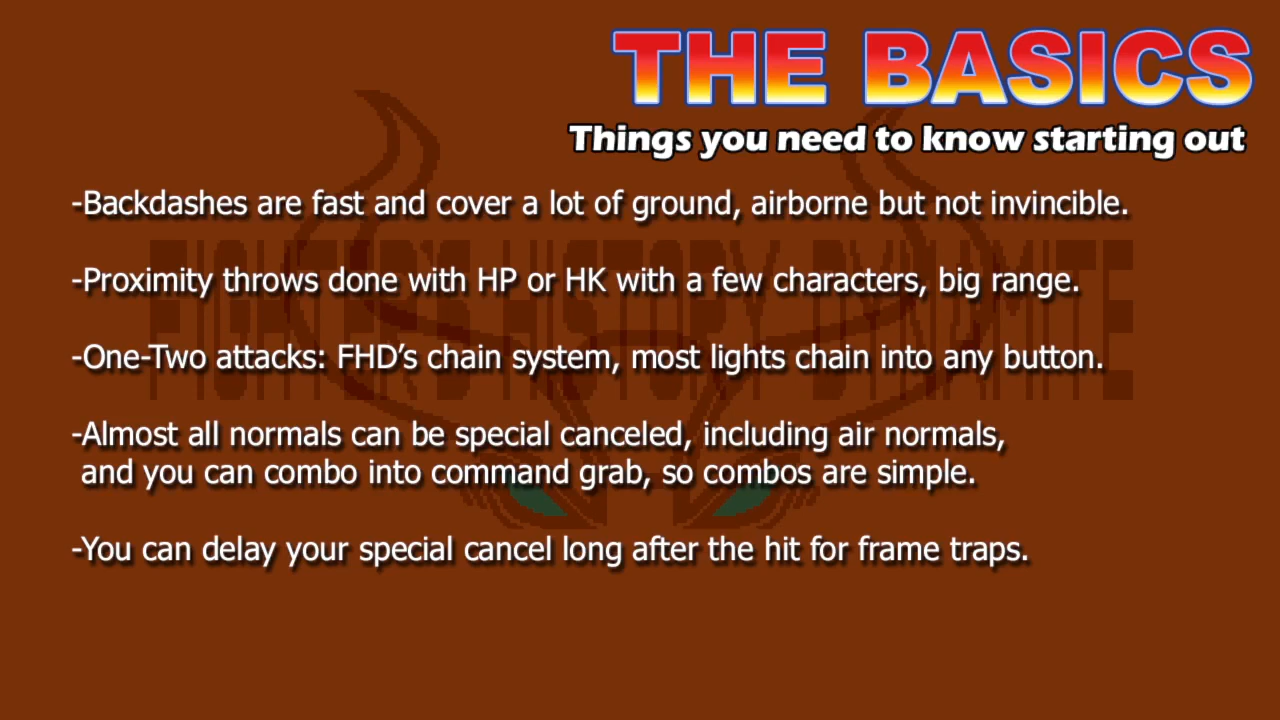 THE BASICS
Things you need to know starting out
FIGHTER'S HISTORY DYNAMITE
-Backdashes are fast and cover a lot of ground, airborne but not invincible.
-Proximity throws done with HP or HK with a few characters, big range.
-One-Two attacks: FHD’s chain system, most lights chain into any button.
-Almost all normals can be special canceled, including air normals,
and you can combo into command grab, so combos are simple.
-You can delay your special cancel long after the hit for frame traps.